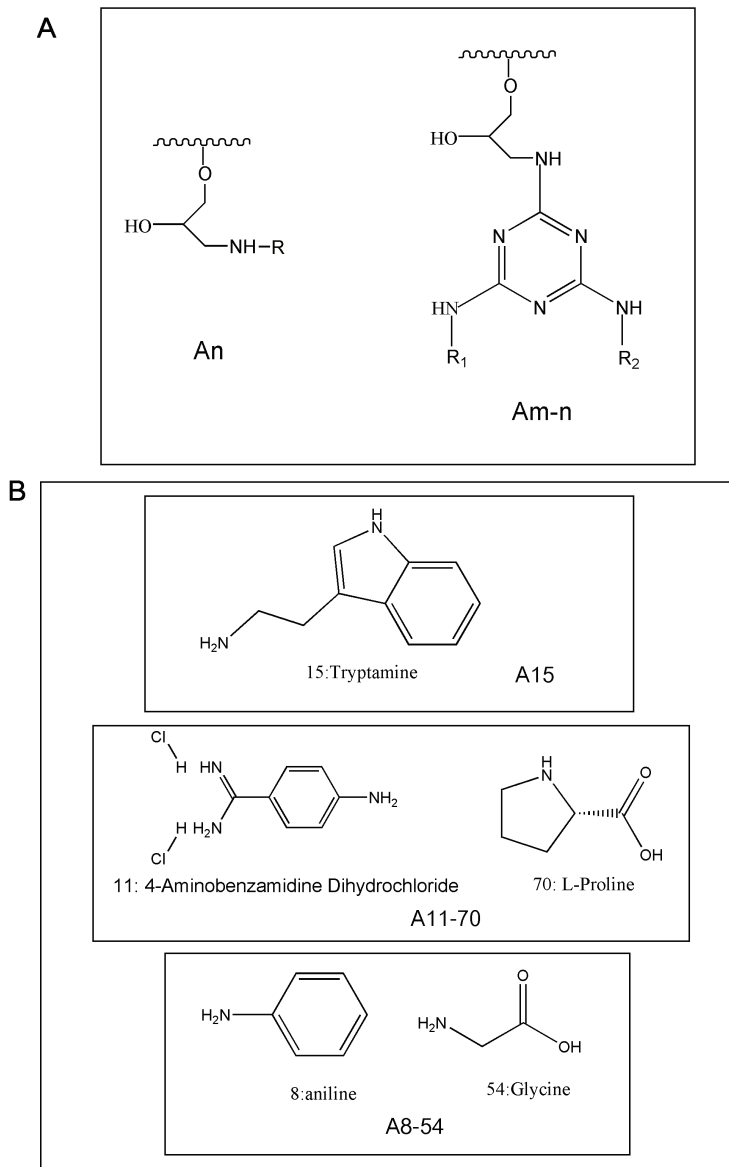 A
O
HO
NH
R
An
O
HO
NH
N
N
N
HN
NH
R1
R2
Am-n
B
H
N
H2N
15:Tryptamine
A15
Cl
H
HN
NH2
H
H2N
Cl
11: 4-Aminobenzamidine Dihydrochloride
H
N
O
OH
70: L-Proline
A11-70
H2N
8:aniline
O
H2N
OH
54:Glycine
A8-54